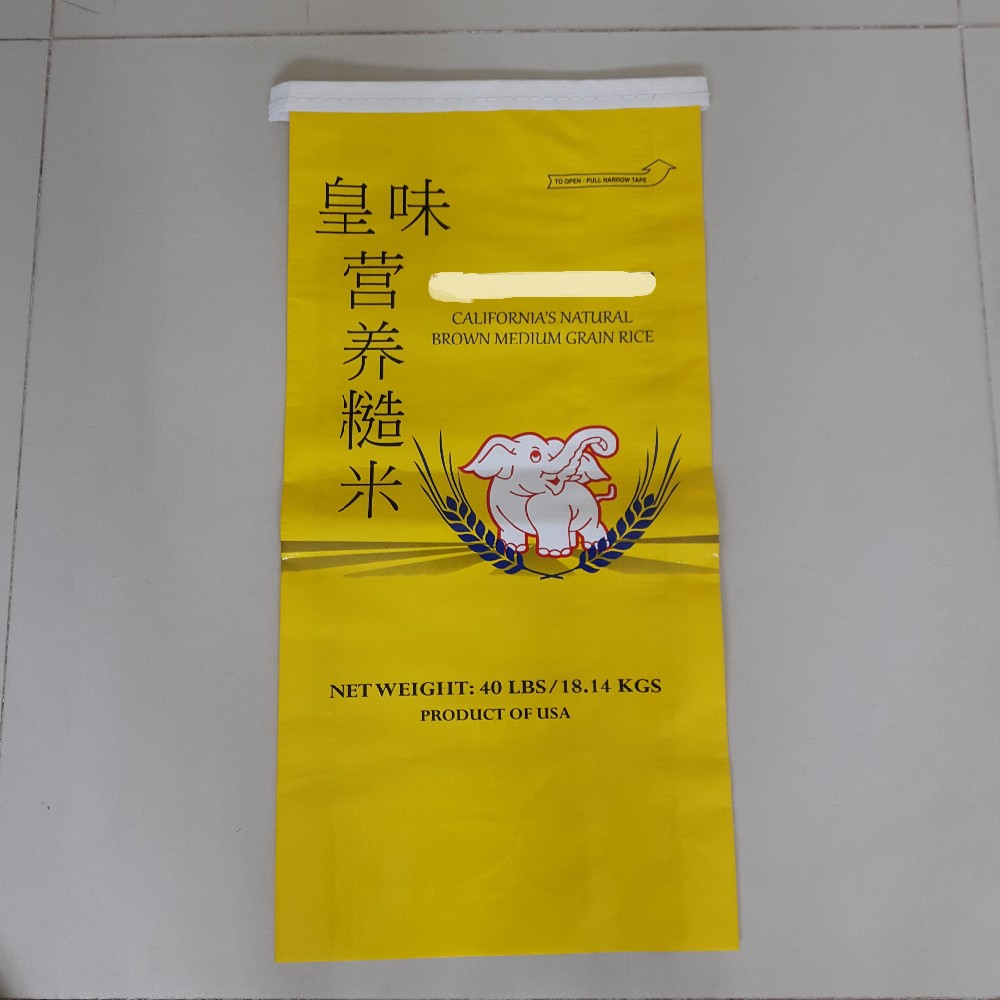 皇味
营养糙米
TO OPEN - PULL NARROW TAPE
CALIFORNIA'S NATURAL
BROWN MEDIUM GRAIN RICE
NET WEIGHT: 40 LBS/18.14 KGS
PRODUCT OF USA